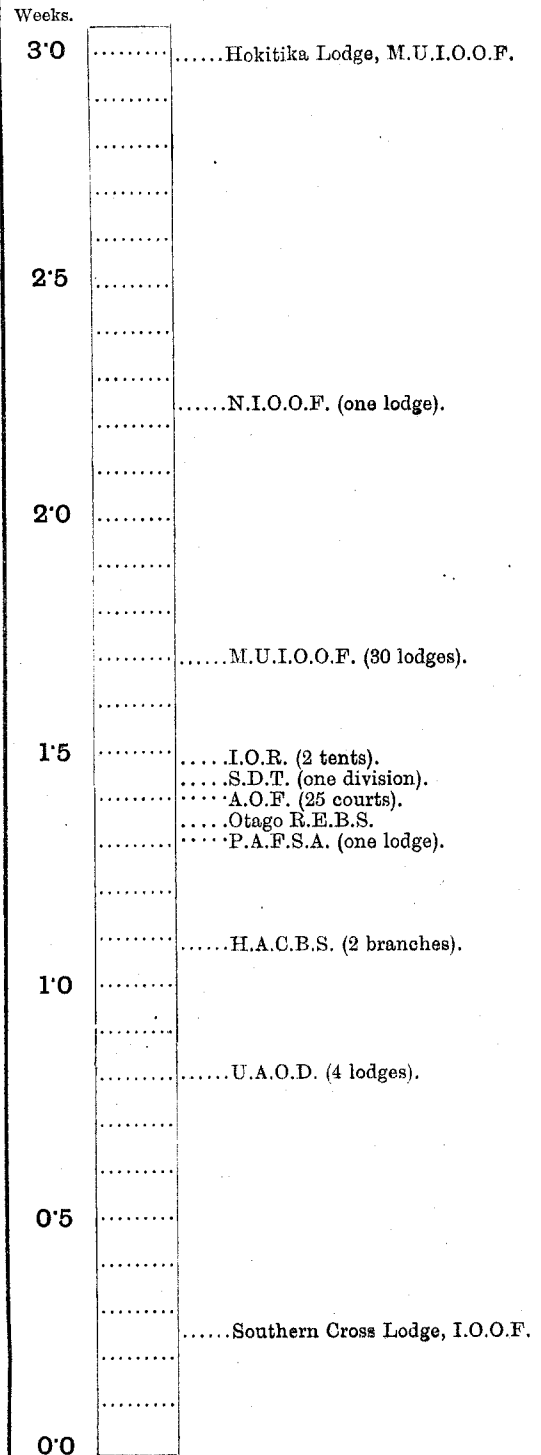 Weeks.
3·0 ...............Hokitika Lodge, M.U.I.O.O.F.
2·5
......N.I.O.O.F. (one lodge).
2·0
...............M.U.I.O.O.F. (30 lodges).
1·5
.....I.O.R. (2 tents).
.....S.D.T. (one division).
.....A.O.F. (25 courts).
.....Otago R.E.B.S.
.....P.A.F.S.A. (one lodge).
......H.A.C.B.S. (2 branches).
1·0
...............U.A.O.D. (4 lodges).
0·5
......Southern Cross Lodge, I.O.O.F.
0·0